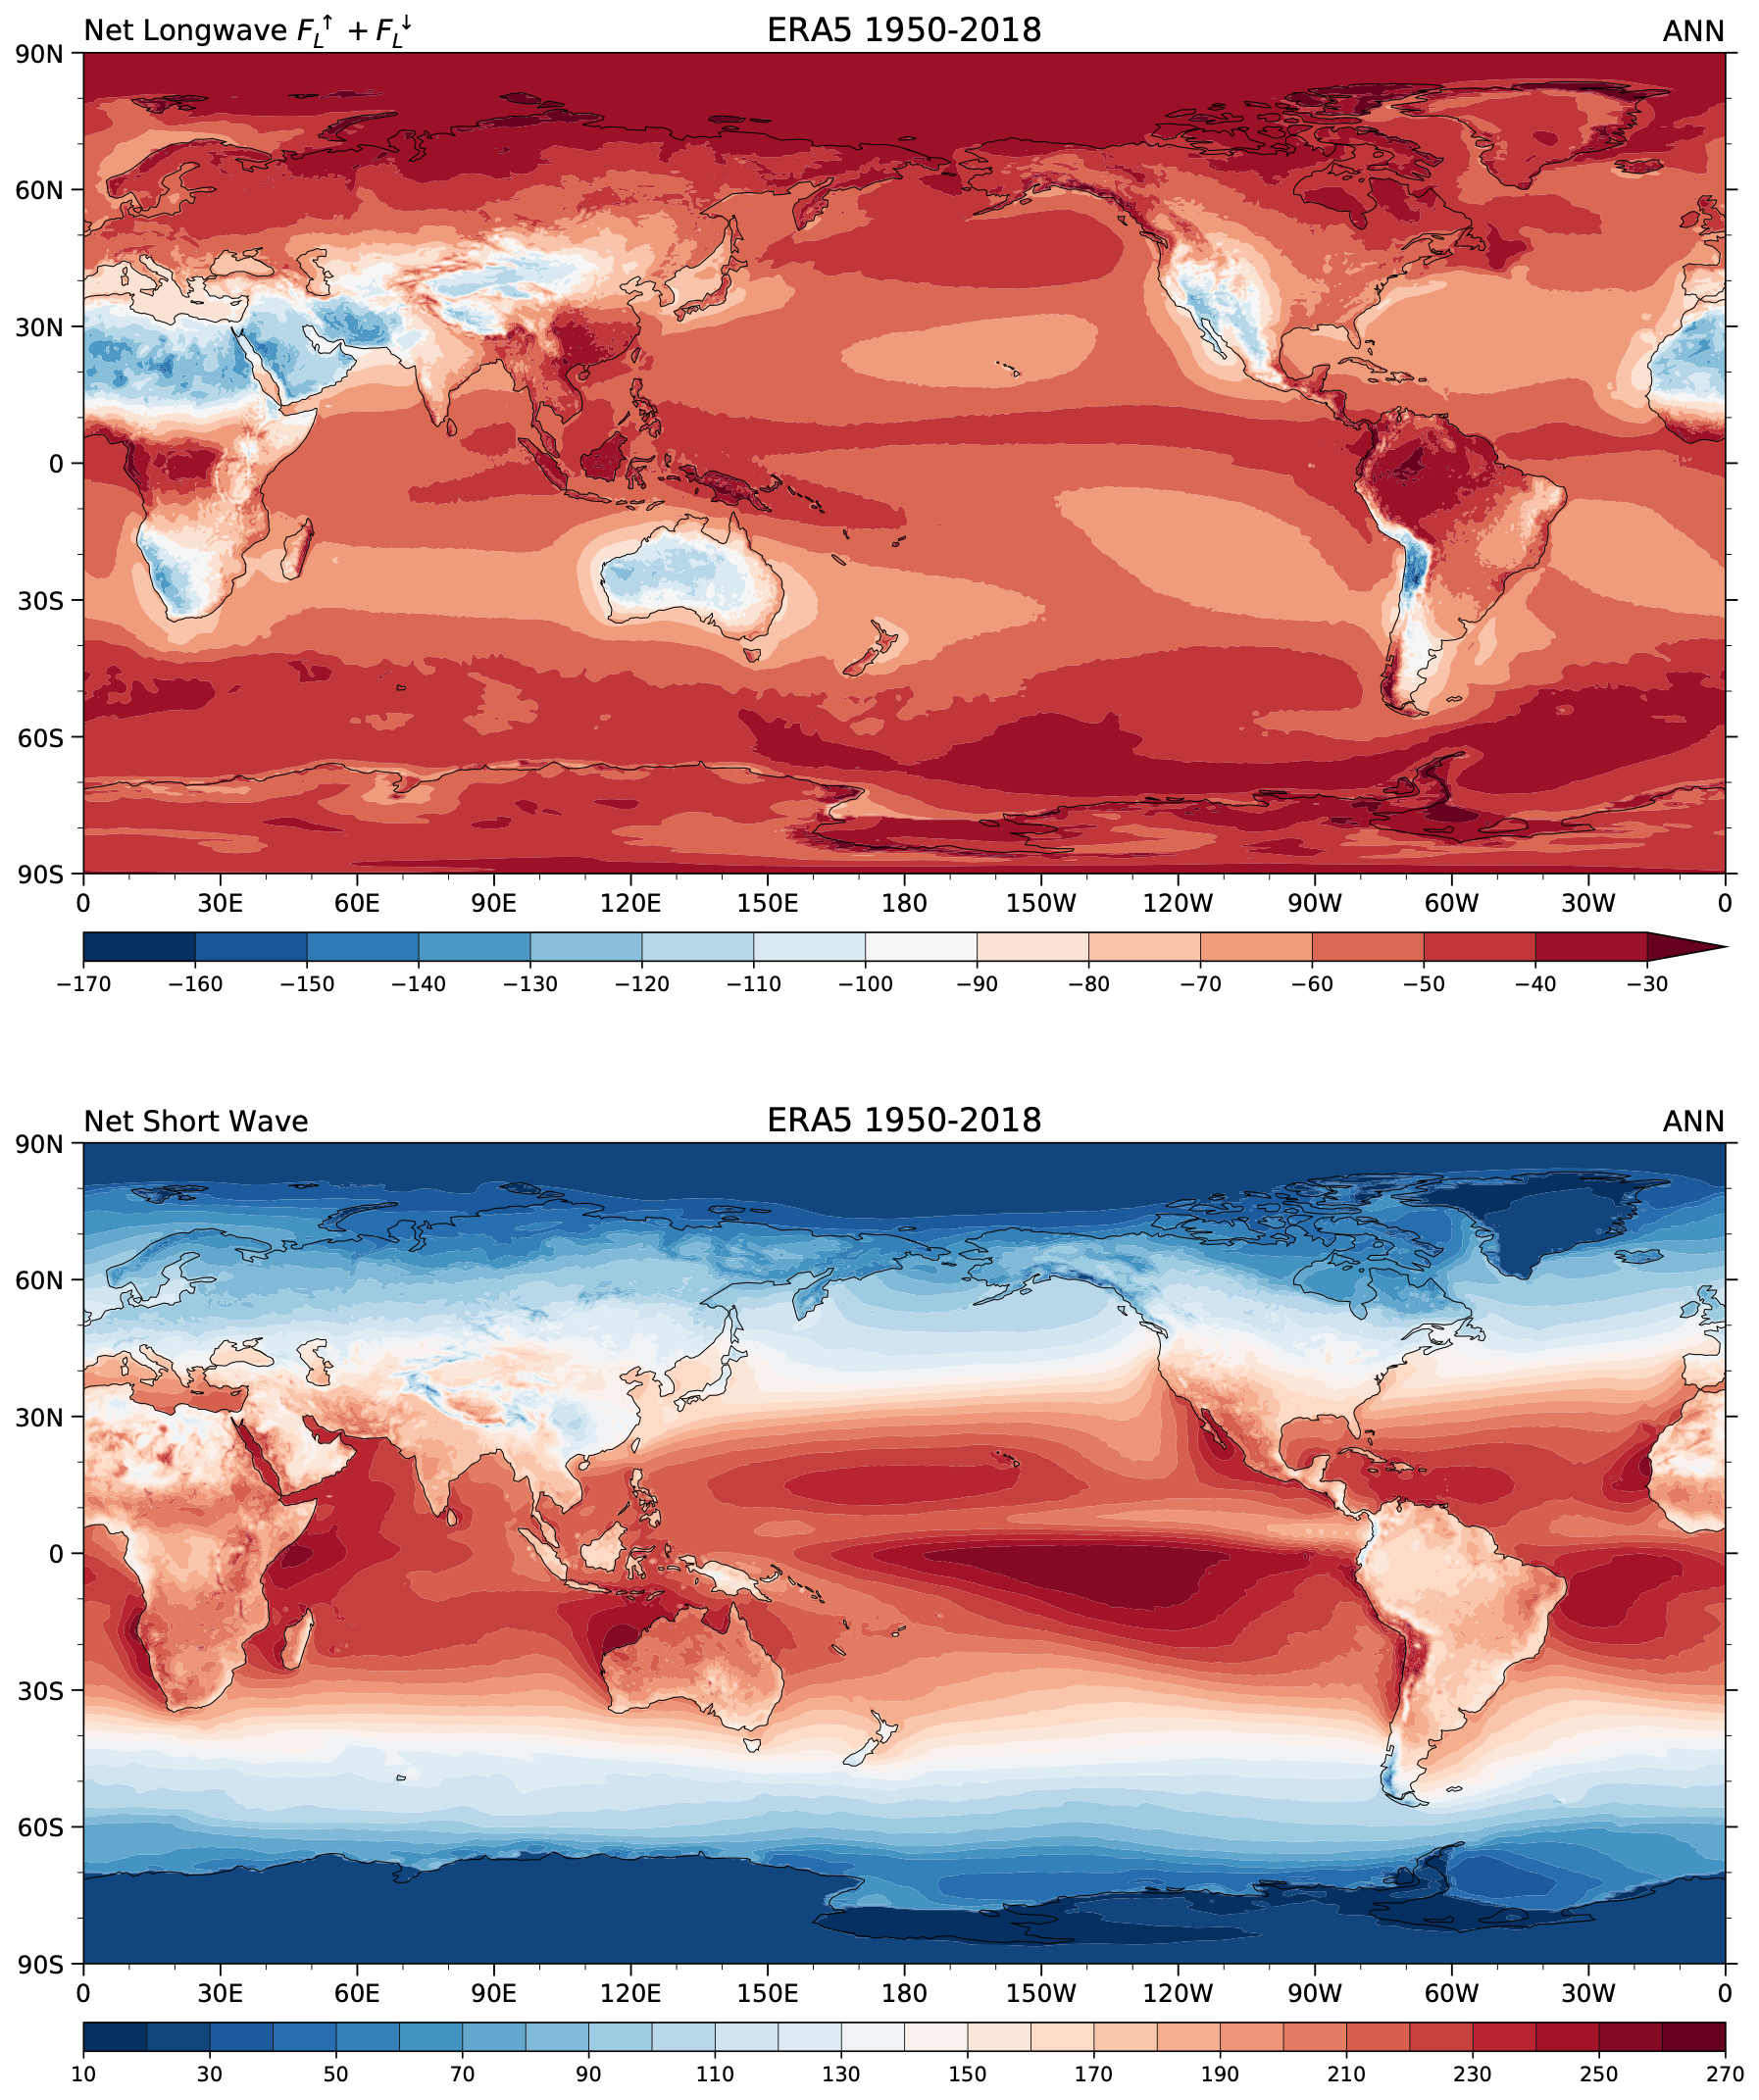 Net Longwave F_L↑ + F_L↓ ERA5 1950-2018 ANN
90N
60N
30N
0
30S
60S
90S
0 30E 60E 90E 120E 150E 180 150W 120W 90W 60W 30W 0
−170 −160 −150 −140 −130 −120 −110 −100 −90 −80 −70 −60 −50 −40 −30
Net Short Wave ERA5 1950-2018 ANN
90N
60N
30N
0
30S
60S
90S
0 30E 60E 90E 120E 150E 180 150W 120W 90W 60W 30W 0
10 30 50 70 90 110 130 150 170 190 210 230 250 270